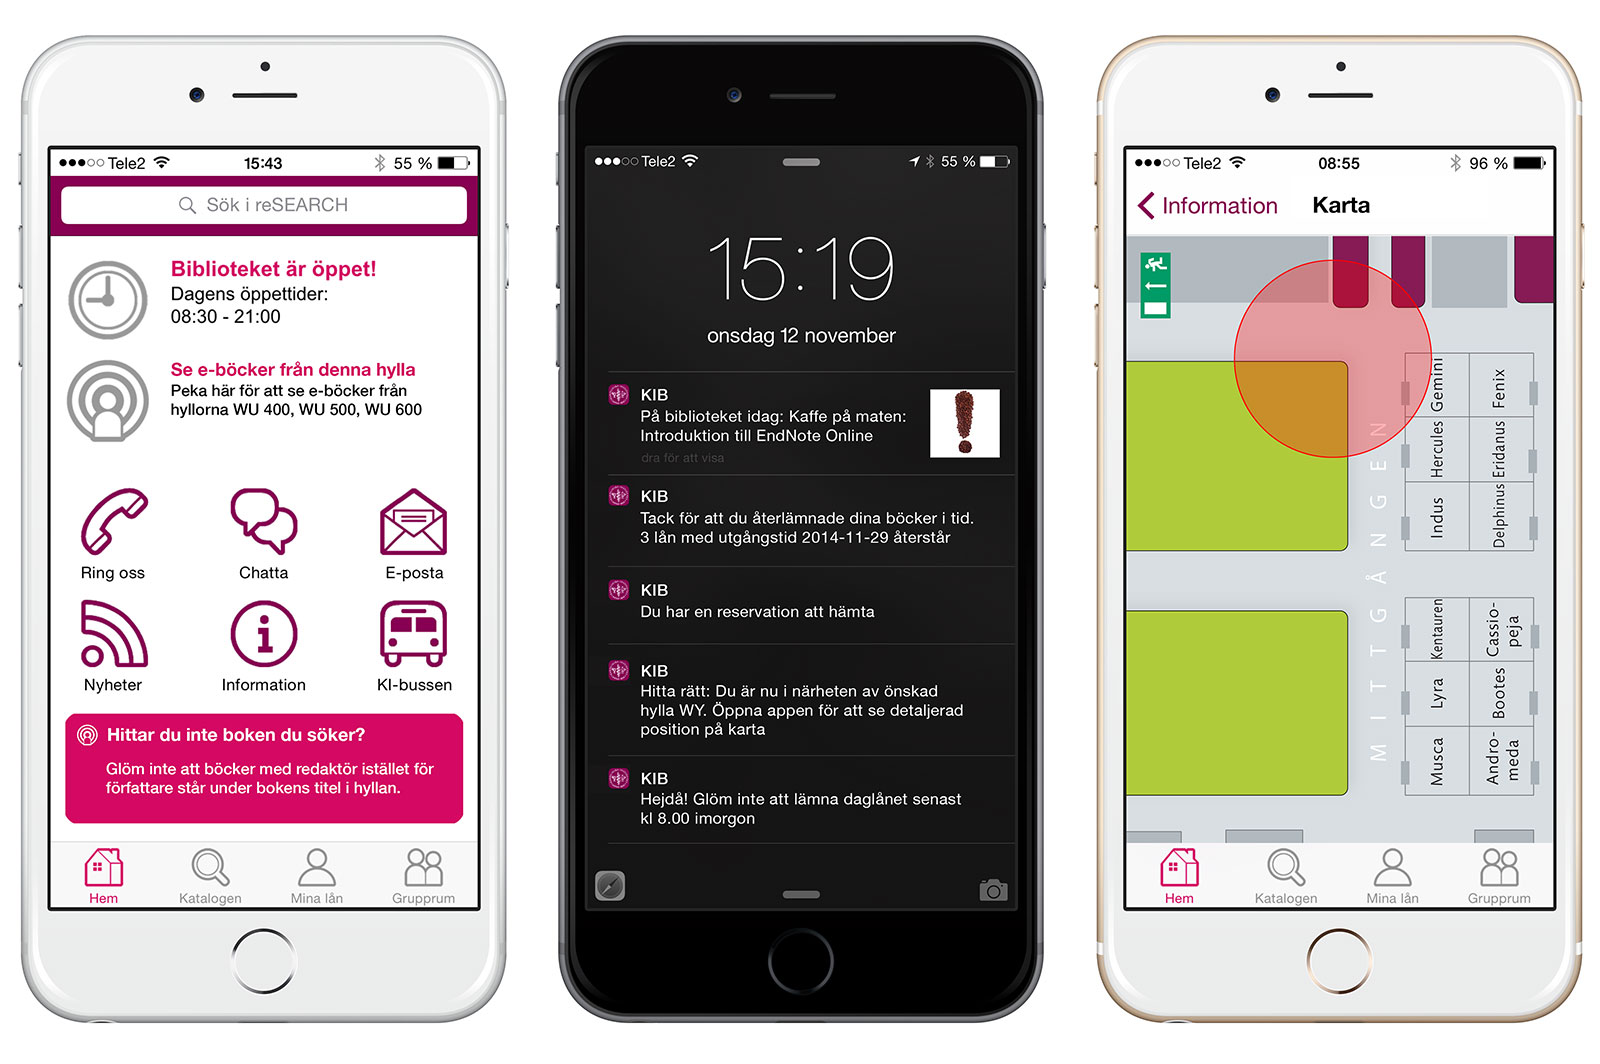 Tele2
15:43
55 %
Sök i reSEARCH
Biblioteket är öppet!
Dagens öppettider:
08:30 - 21:00
Se e-böcker från denna hylla
Peka här för att se e-böcker från
hyllorna WU 400, WU 500, WU 600
Ring oss
Chatta
E-posta
Nyheter
Information
KI-bussen
Hittar du inte boken du söker?
Glöm inte att böcker med redaktör istället för
författare står under bokens titel i hyllan.
Hem
Katalogen
Mina lån
Grupprum
Tele2
55 %
15:19
onsdag 12 november
KIB
På biblioteket idag: Kaffe på maten:
Introduktion till EndNote Online
dra för att visa
KIB
Tack för att du återlämnade dina böcker i tid.
3 lån med utgångstid 2014-11-29 återstår
KIB
Du har en reservation att hämta
KIB
Hitta rätt: Du är nu i närheten av önskad
hylla WY. Öppna appen för att se detaljerad
position på karta
KIB
Hejdå! Glöm inte att lämna daglånet senast
kl 8.00 imorgon
Tele2
08:55
96 %
Information
Karta
MITTGÅNGEN
Gemini
Fenix
Hercules
Eridanus
Indus
Delphinus
Kentauren
Cassio-
peja
Lyra
Bootes
Musca
Andro-
meda
Hem
Katalogen
Mina lån
Grupprum